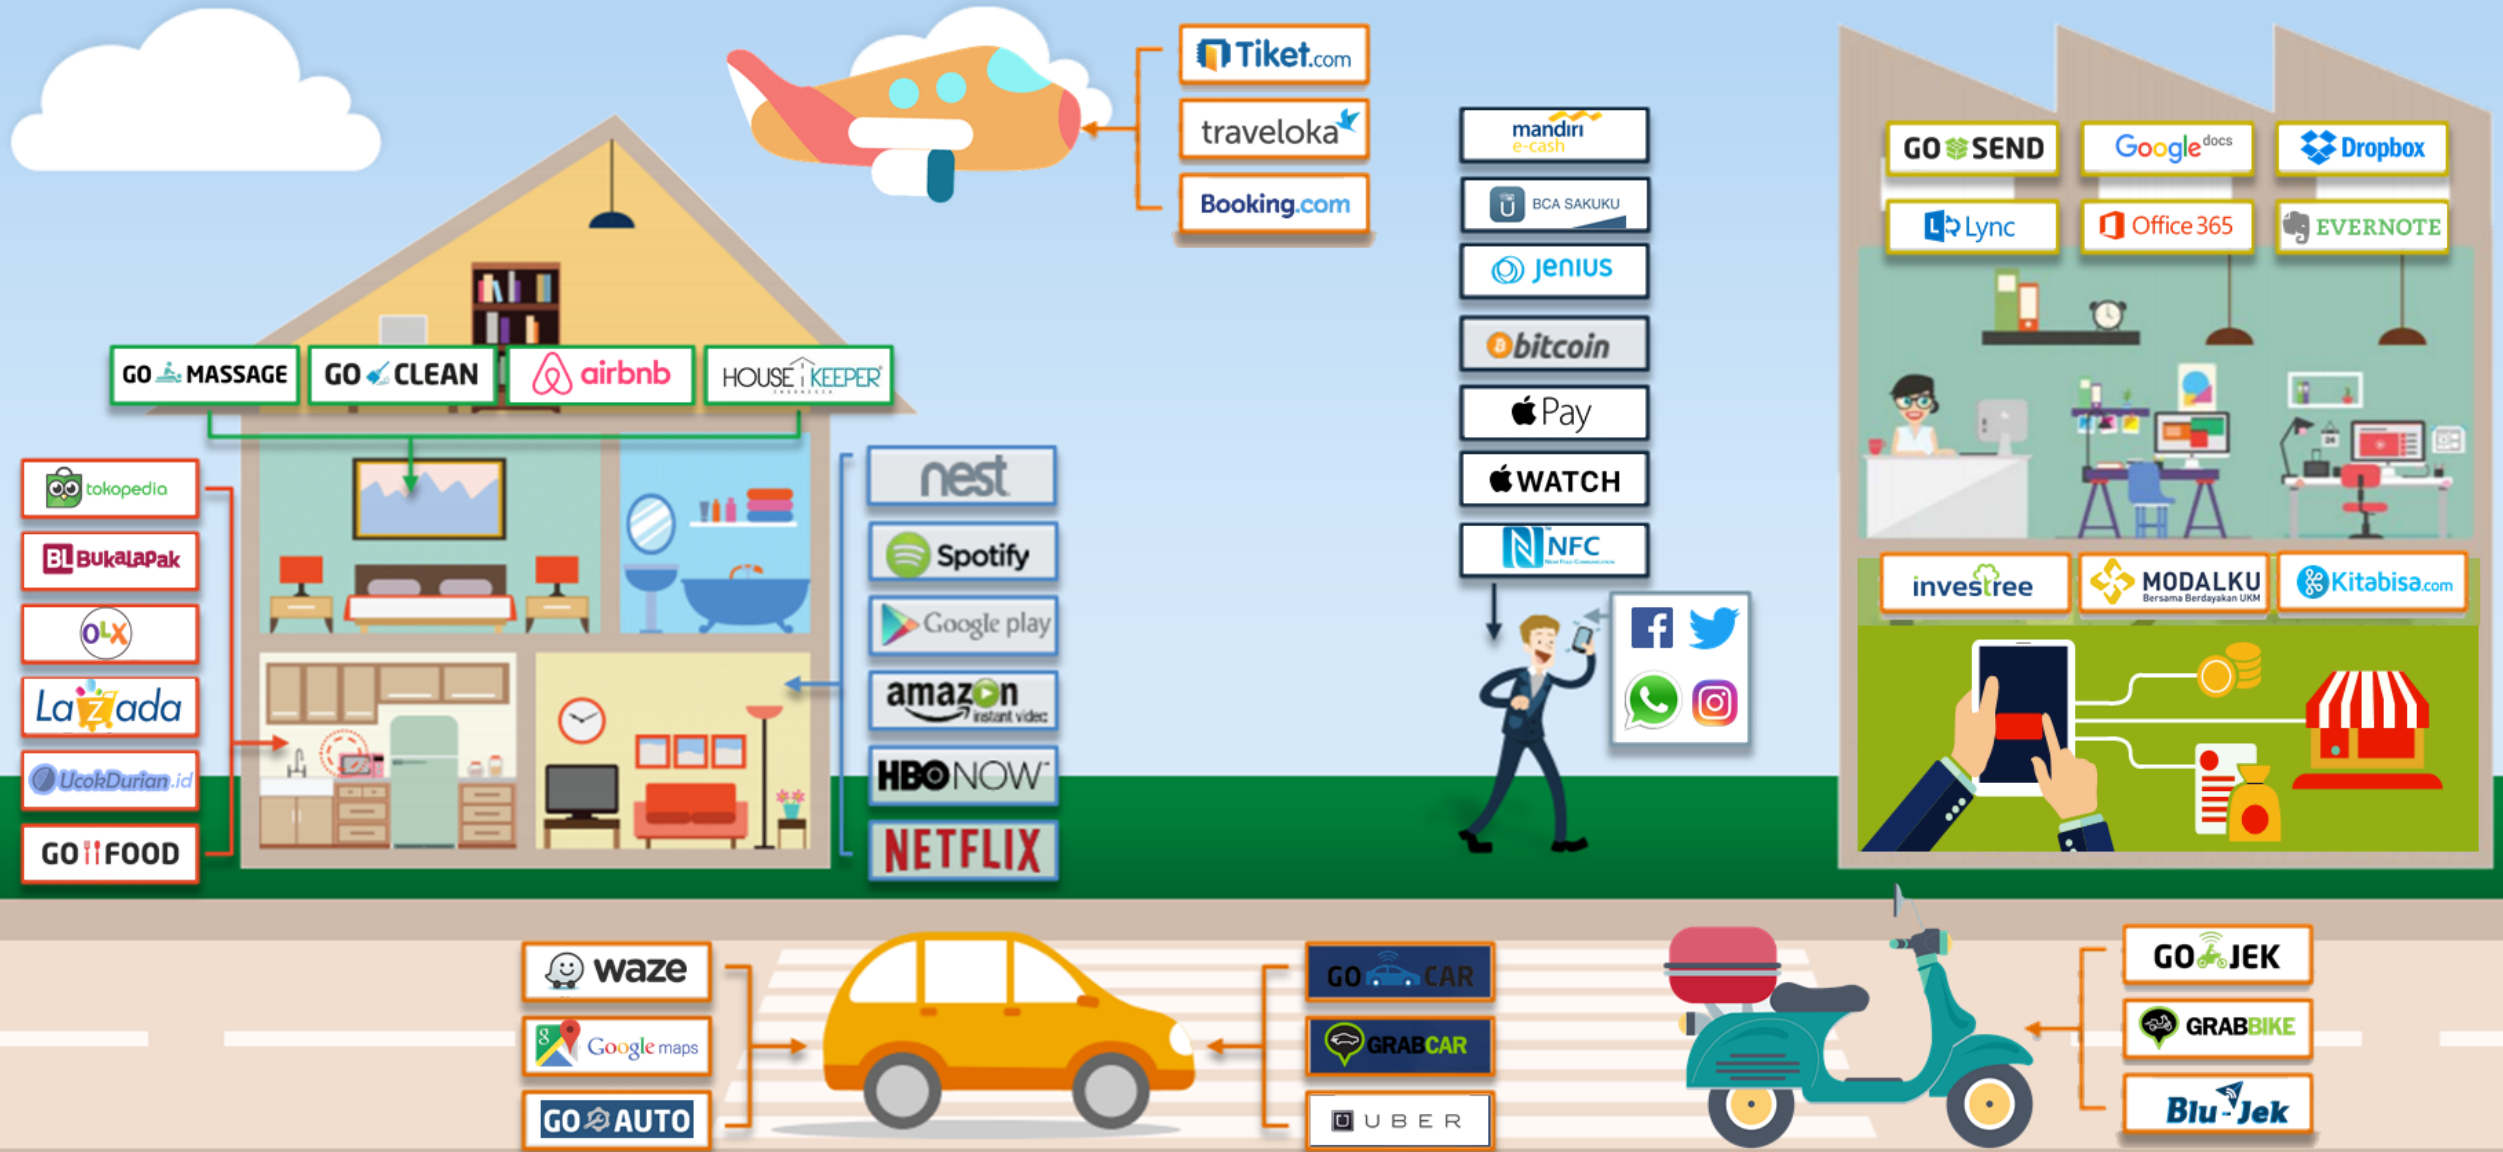 Tiket.com
traveloka
Booking.com
mandiri
e-cash
BCA SAKUKU
Jenius
bitcoin
Pay
WATCH
NFC
GO SEND
Google docs
Dropbox
Lync
Office 365
EVERNOTE
GO MASSAGE
GO CLEAN
airbnb
HOUSE KEEPER
INDONESIA
tokopedia
BL BukaLapak
OLX
Lazada
UcokDurian.id
GO FOOD
nest
Spotify
Google play
amazon
instant video
HBO NOW
NETFLIX
24
investree
MODALKU
Bersama Berdayakan UKM
Kitabisa.com
waze
Google maps
GO AUTO
GO CAR
GRABCAR
UBER
GO JEK
GRABBIKE
Blu-Jek